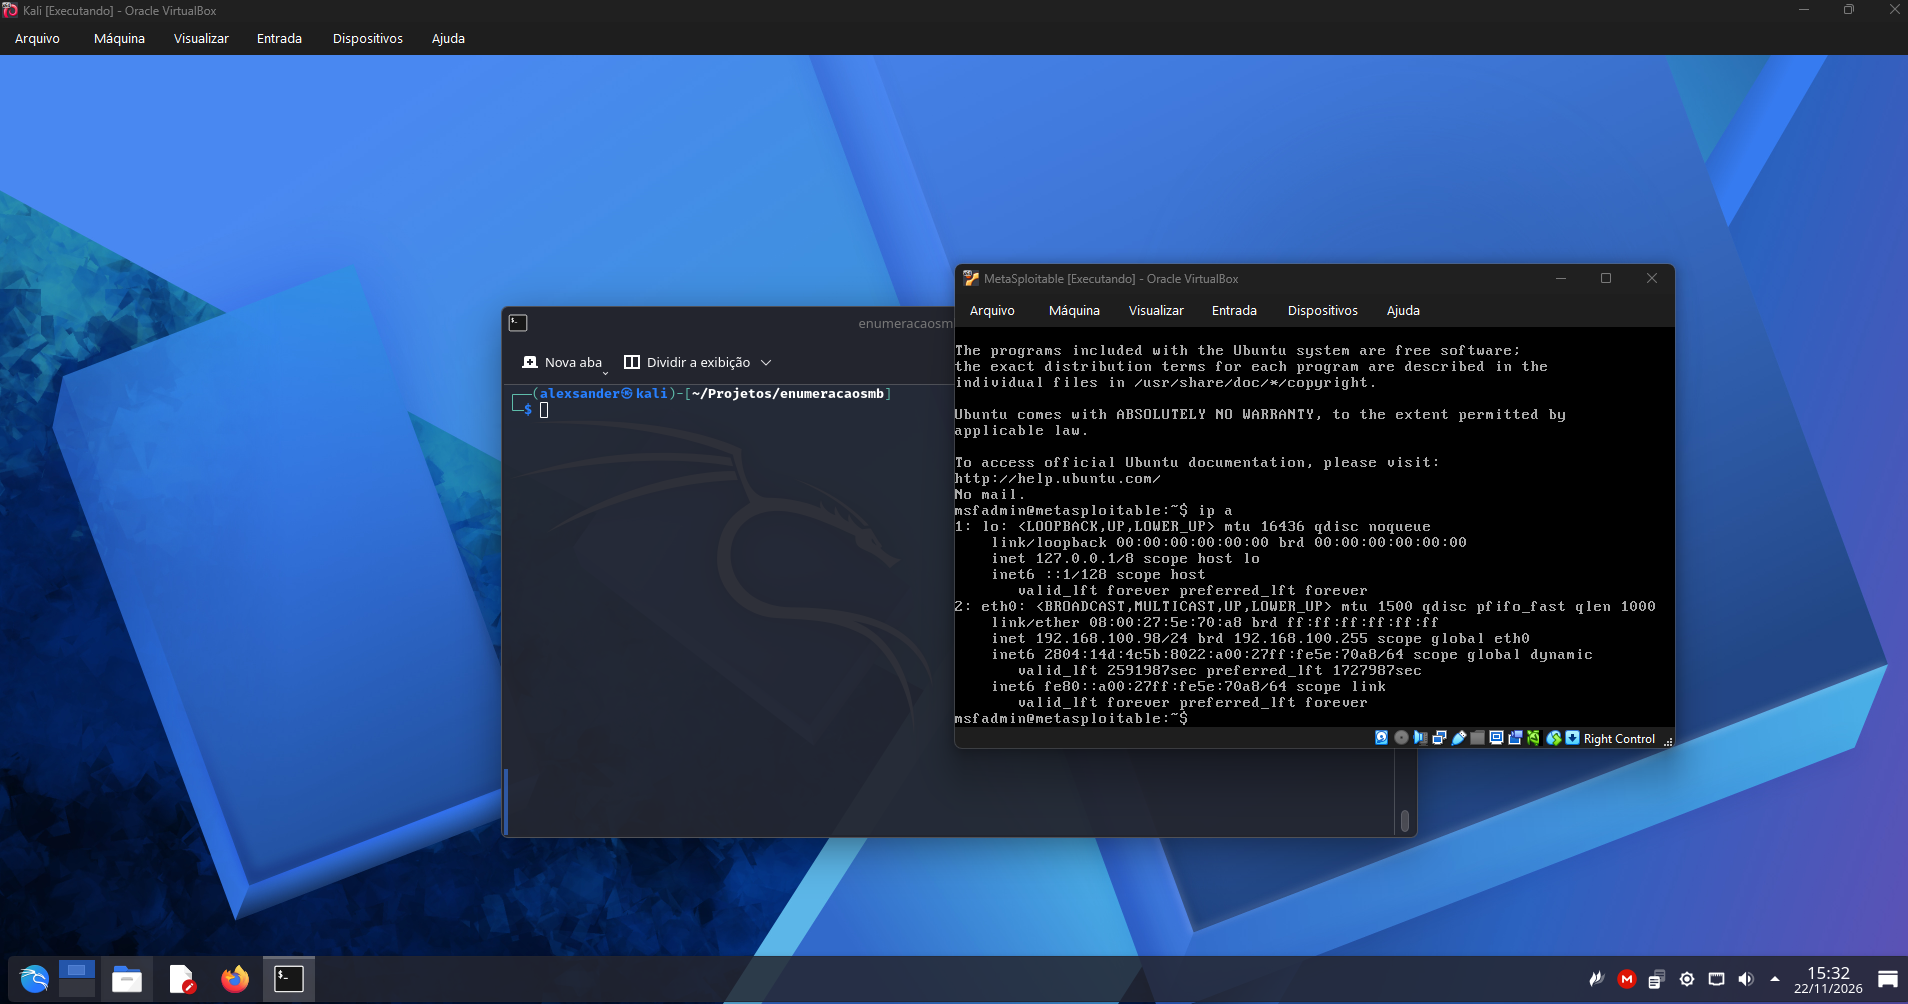 Kali [Executando] - Oracle VirtualBox
Arquivo Máquina Visualizar Entrada Dispositivos Ajuda
enumeracaosm
Nova aba Dividir a exibição
┌──(alexsander㉿kali)-[~/Projetos/enumeracaosmb]
└─$
MetaSploitable [Executando] - Oracle VirtualBox
Arquivo Máquina Visualizar Entrada Dispositivos Ajuda
The programs included with the Ubuntu system are free software;
the exact distribution terms for each program are described in the
individual files in /usr/share/doc/*/copyright.
Ubuntu comes with ABSOLUTELY NO WARRANTY, to the extent permitted by
applicable law.
To access official Ubuntu documentation, please visit:
http://help.ubuntu.com/
No mail.
msfadmin@metasploitable:~$ ip a
1: lo: <LOOPBACK,UP,LOWER_UP> mtu 16436 qdisc noqueue
link/loopback 00:00:00:00:00:00 brd 00:00:00:00:00:00
inet 127.0.0.1/8 scope host lo
inet6 ::1/128 scope host
valid_lft forever preferred_lft forever
2: eth0: <BROADCAST,MULTICAST,UP,LOWER_UP> mtu 1500 qdisc pfifo_fast qlen 1000
link/ether 08:00:27:5e:70:a8 brd ff:ff:ff:ff:ff:ff
inet 192.168.100.98/24 brd 192.168.100.255 scope global eth0
inet6 2804:14d:4c5b:8022:a00:27ff:fe5e:70a8/64 scope global dynamic
valid_lft 2591987sec preferred_lft 1727987sec
inet6 fe80::a00:27ff:fe5e:70a8/64 scope link
valid_lft forever preferred_lft forever
msfadmin@metasploitable:~$
Right Control
15:32
22/11/2026